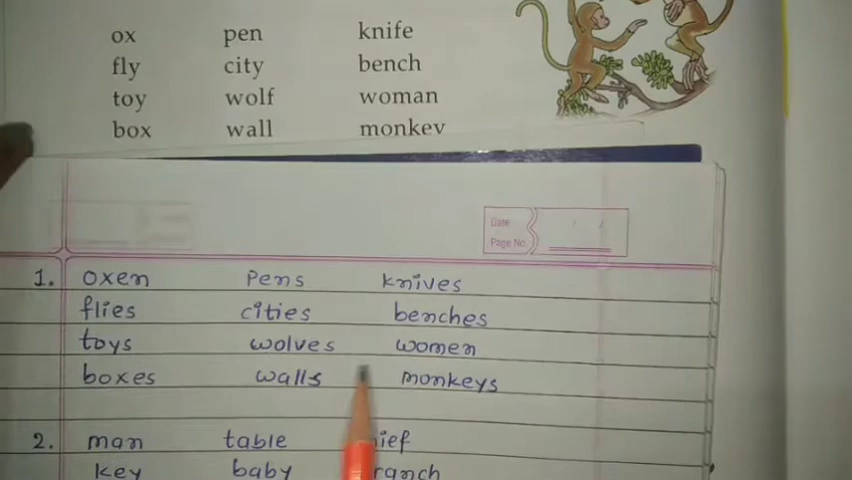 ox pen knife
fly city bench
toy wolf woman
box wall monkey
Date
Page No.
1. oxen pens knives
flies cities benches
toys wolves women
boxes walls monkeys
2. man table
key baby